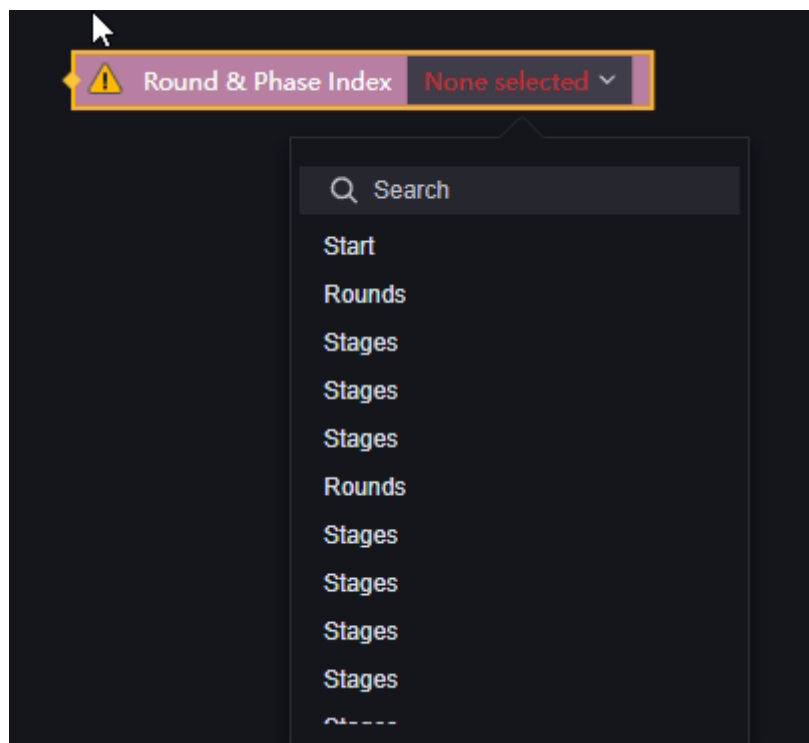 Round & Phase Index None selected
Search
Start
Rounds
Stages
Stages
Stages
Rounds
Stages
Stages
Stages
Stages